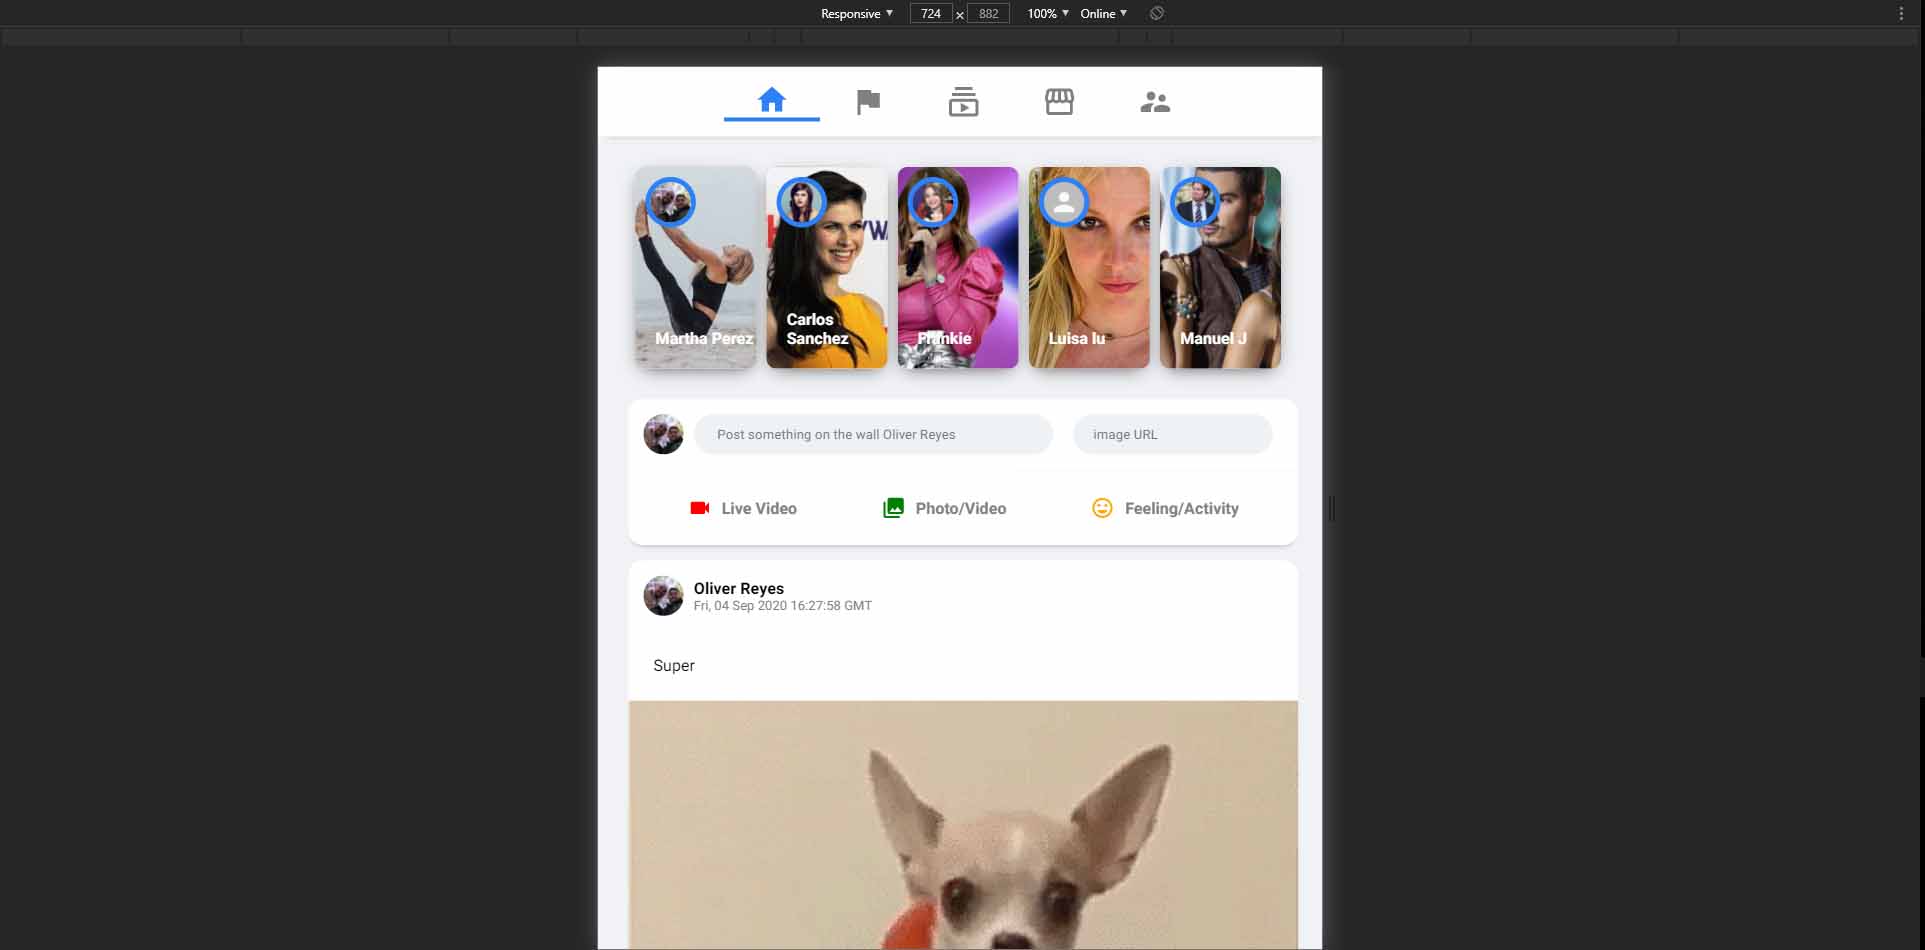 Responsive 724 × 882 100% Online
Martha Perez
Carlos
Sanchez
Frankie
Luisa lu
Manuel J
Post something on the wall Oliver Reyes
image URL
Live Video
Photo/Video
Feeling/Activity
Oliver Reyes
Fri, 04 Sep 2020 16:27:58 GMT
Super